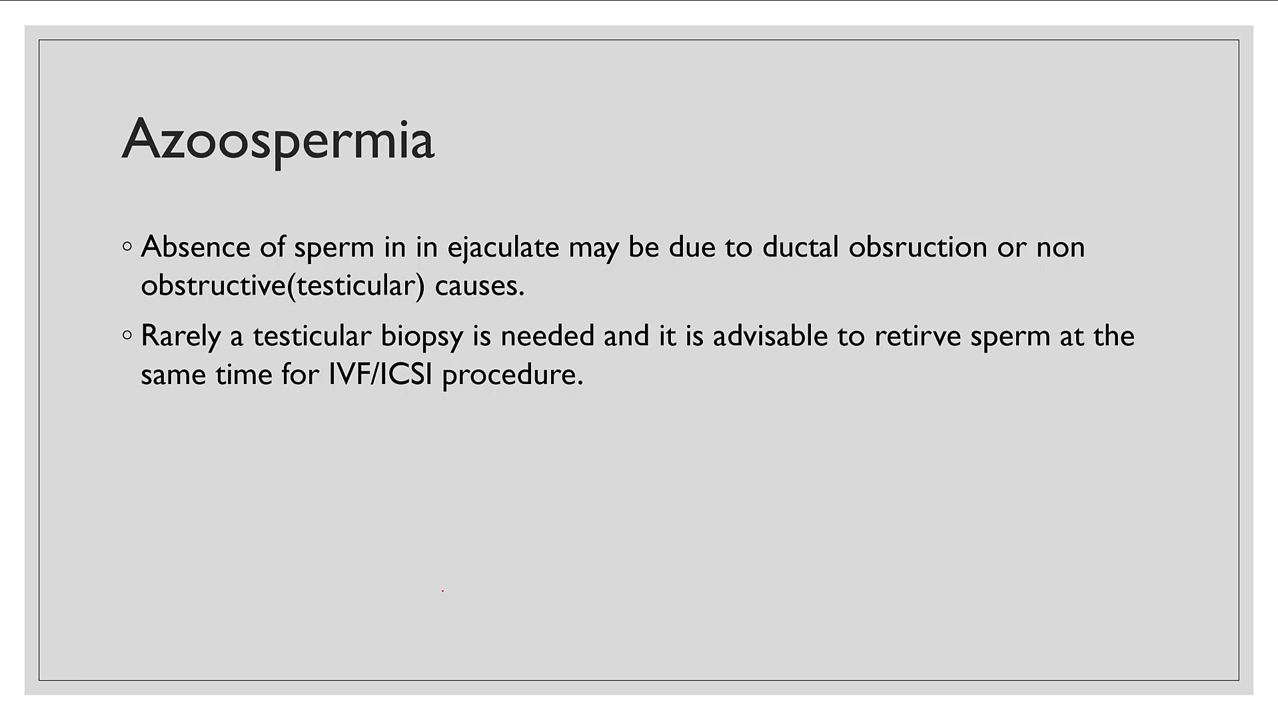 Azoospermia
◦ Absence of sperm in in ejaculate may be due to ductal obsruction or non
obstructive(testicular) causes.
◦ Rarely a testicular biopsy is needed and it is advisable to retirve sperm at the
same time for IVF/ICSI procedure.